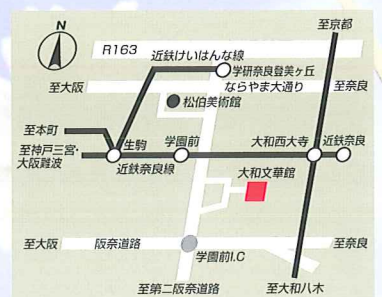 N
至京都
R163
近鉄けいはんな線
学研奈良登美ヶ丘
至大阪
ならやま大通り
至奈良
松伯美術館
至本町
生駒
学園前
大和西大寺
近鉄奈良
至神戸三宮・
大阪難波
近鉄奈良線
大和文華館
至大阪
阪奈道路
至奈良
学園前I.C
至第二阪奈道路
至大和八木